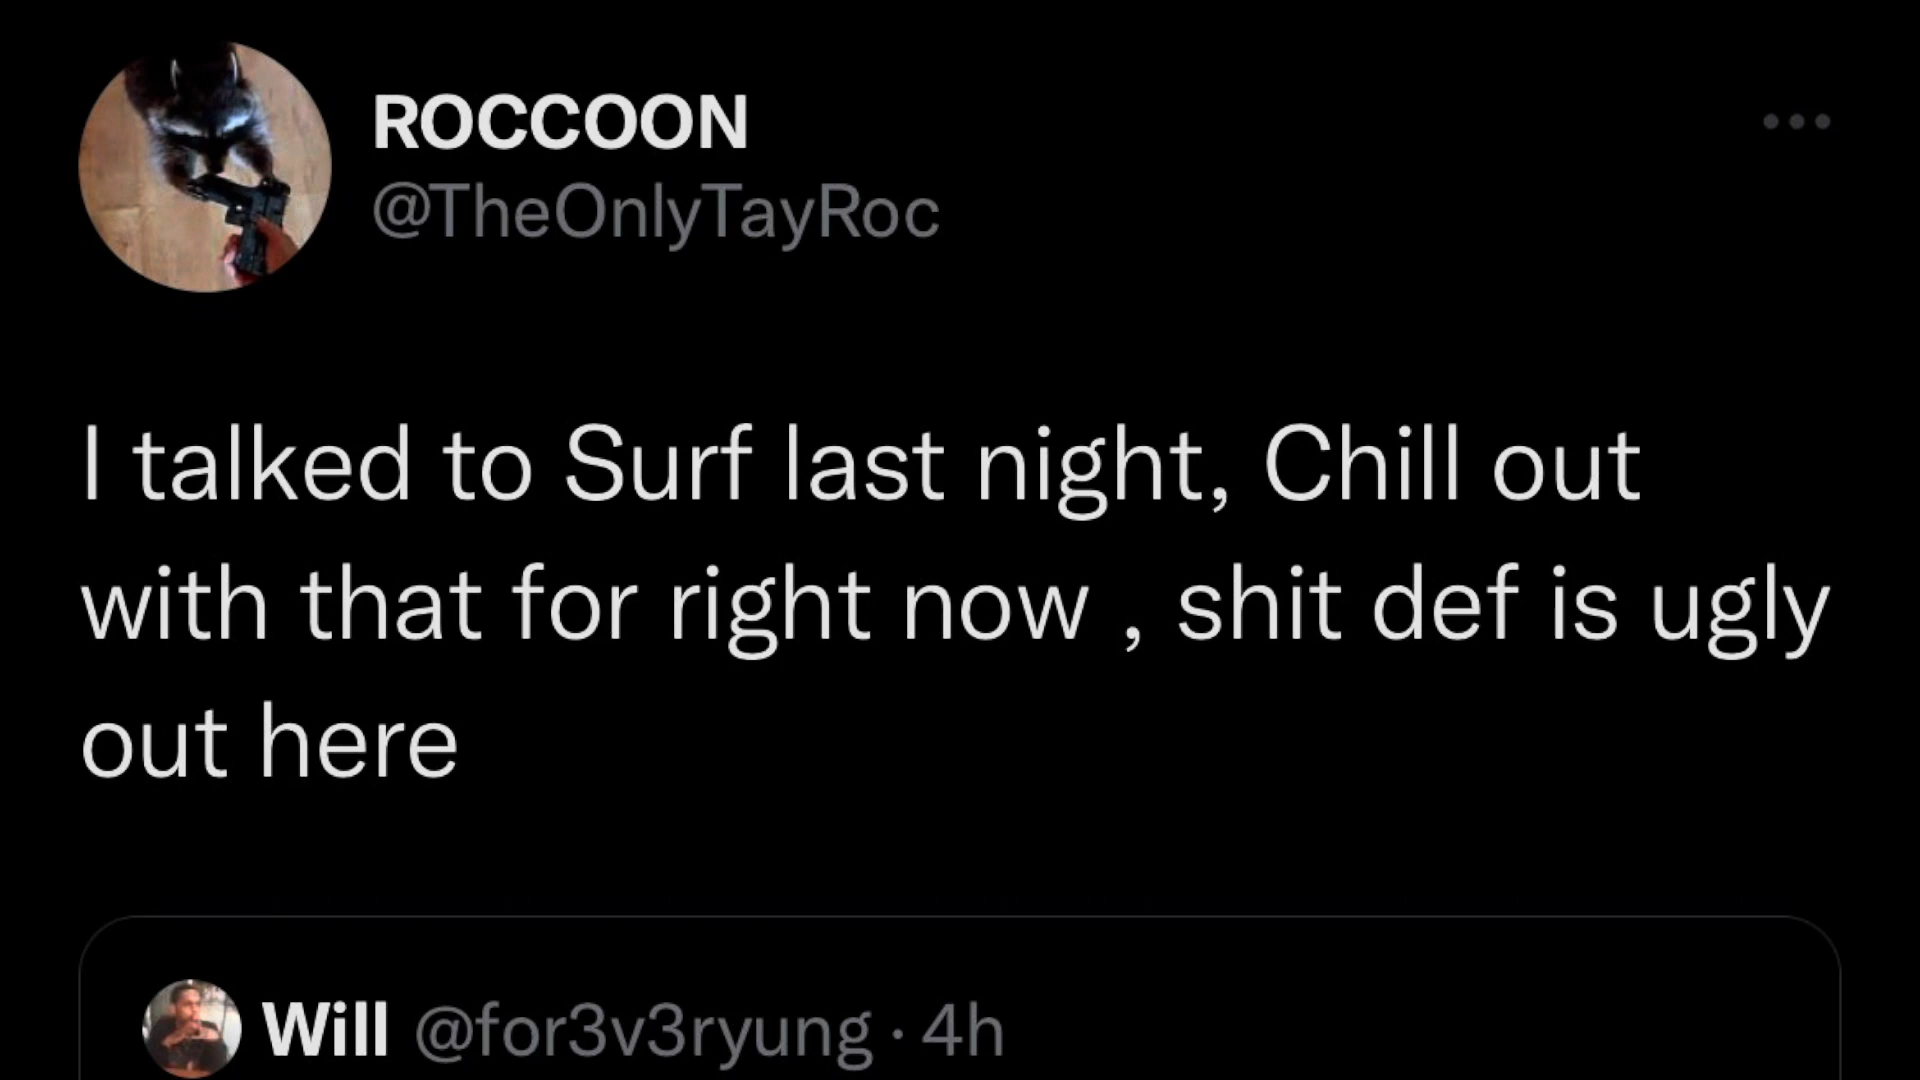 ROCCOON
@TheOnlyTayRoc
I talked to Surf last night, Chill out
with that for right now , shit def is ugly
out here
Will @for3v3ryung · 4h